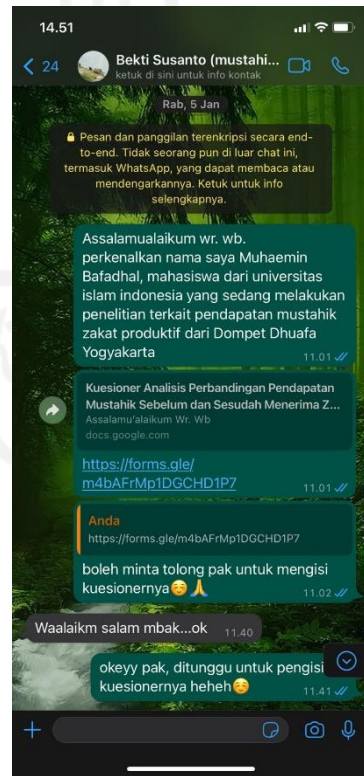 14.51
24
Bekti Susanto (mustahi...
ketuk di sini untuk info kontak
Rab, 5 Jan
Pesan dan panggilan terenkripsi secara end-
to-end. Tidak seorang pun di luar chat ini,
termasuk WhatsApp, yang dapat membaca atau
mendengarkannya. Ketuk untuk info
selengkapnya.
Assalamualaikum wr. wb.
perkenalkan nama saya Muhaemin
Bafadhal, mahasiswa dari universitas
islam indonesia yang sedang melakukan
penelitian terkait pendapatan mustahik
zakat produktif dari Dompet Dhuafa
Yogyakarta
11.01
Kuesioner Analisis Perbandingan Pendapatan
Mustahik Sebelum dan Sesudah Menerima Z...
Assalamu'alaikum Wr. Wb
docs.google.com
https://forms.gle/
m4bAFrMp1DGCHD1P7
11.01
Anda
https://forms.gle/m4bAFrMp1DGCHD1P7
boleh minta tolong pak untuk mengisi
kuesionernya☺️🙏
11.02
Waalaikm salam mbak...ok 11.40
okeyy pak, ditunggu untuk pengisi
kuesionernya heheh☺️
11.41